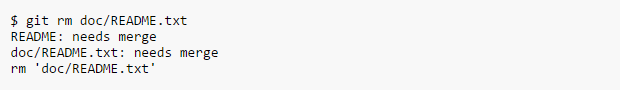 $ git rm doc/README.txt
README: needs merge
doc/README.txt: needs merge
rm 'doc/README.txt'